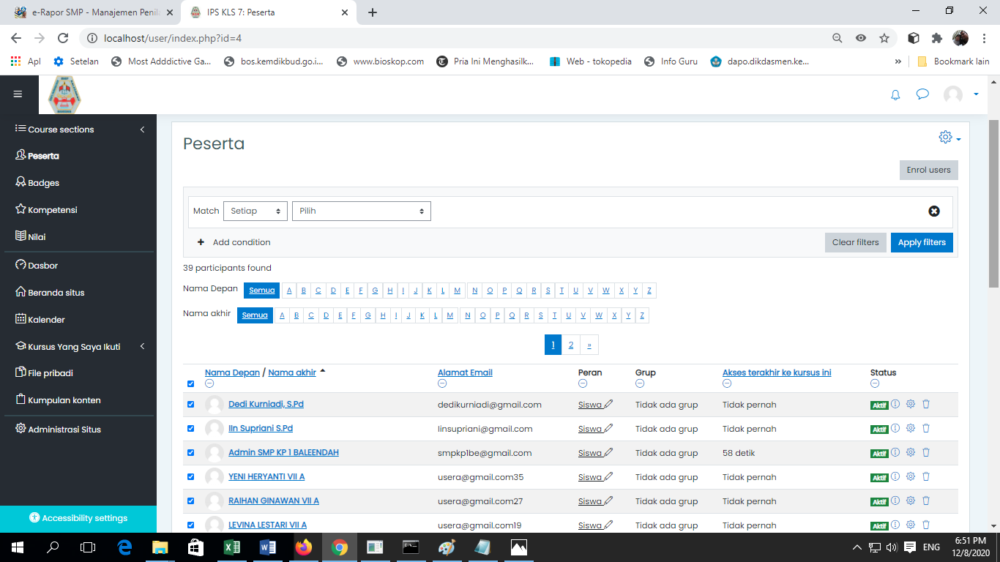 e-Rapor SMP - Manajemen Penila
IPS KLS 7: Peserta
localhost/user/index.php?id=4
Apl Setelan Most Adddictive Ga... bos.kemdikbud.go.i... www.bioskop.com Pria Ini Menghasilk... Web - tokopedia Info Guru dapo.dikdasmen.ke... » Bookmark lain
Course sections
Peserta
Badges
Kompetensi
Nilai
Dasbor
Beranda situs
Kalender
Kursus Yang Saya Ikuti
File pribadi
Kumpulan konten
Administrasi Situs
Accessibility settings
Peserta
Enrol users
Match Setiap Pilih
Add condition Clear filters Apply filters
39 participants found
Nama Depan Semua A B C D E F G H I J K L M N O P Q R S T U V W X Y Z
Nama akhir Semua A B C D E F G H I J K L M N O P Q R S T U V W X Y Z
1 2 »
Nama Depan / Nama akhir Alamat Email Peran Grup Akses terakhir ke kursus ini Status
Dedi Kurniadi, S.Pd dedikurniadi@gmail.com Siswa Tidak ada grup Tidak pernah Aktif
IIn Supriani S.Pd Iinsupriani@gmail.com Siswa Tidak ada grup Tidak pernah Aktif
Admin SMP KP 1 BALEENDAH smpkp1be@gmail.com Siswa Tidak ada grup 58 detik Aktif
YENI HERYANTI VII A usera@gmail.com35 Siswa Tidak ada grup Tidak pernah Aktif
RAIHAN GINAWAN VII A usera@gmail.com27 Siswa Tidak ada grup Tidak pernah Aktif
LEVINA LESTARI VII A usera@gmail.com19 Siswa Tidak ada grup Tidak pernah Aktif
ENG
6:51 PM
12/8/2020